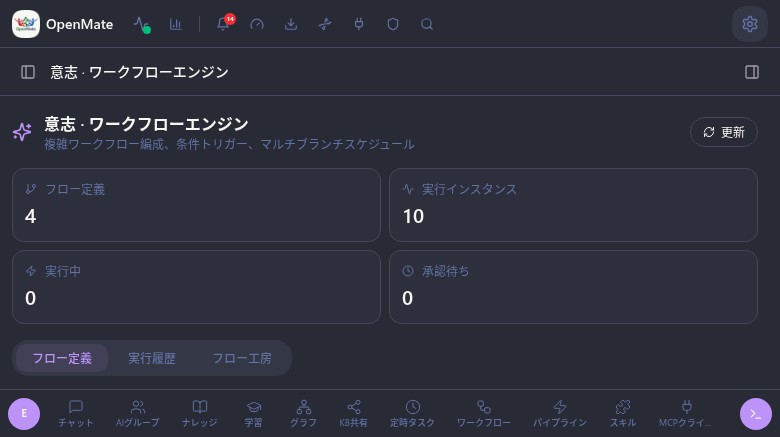 OpenMate
14
意志 · ワークフローエンジン
意志 · ワークフローエンジン
複雑ワークフロー編成、条件トリガー、マルチブランチスケジュール
更新
フロー定義
4
実行インスタンス
10
実行中
0
承認待ち
0
フロー定義 実行履歴 フロー工房
E
チャット AIグループ ナレッジ 学習 グラフ KB共有 定時タスク ワークフロー パイプライン スキル MCPクライ...